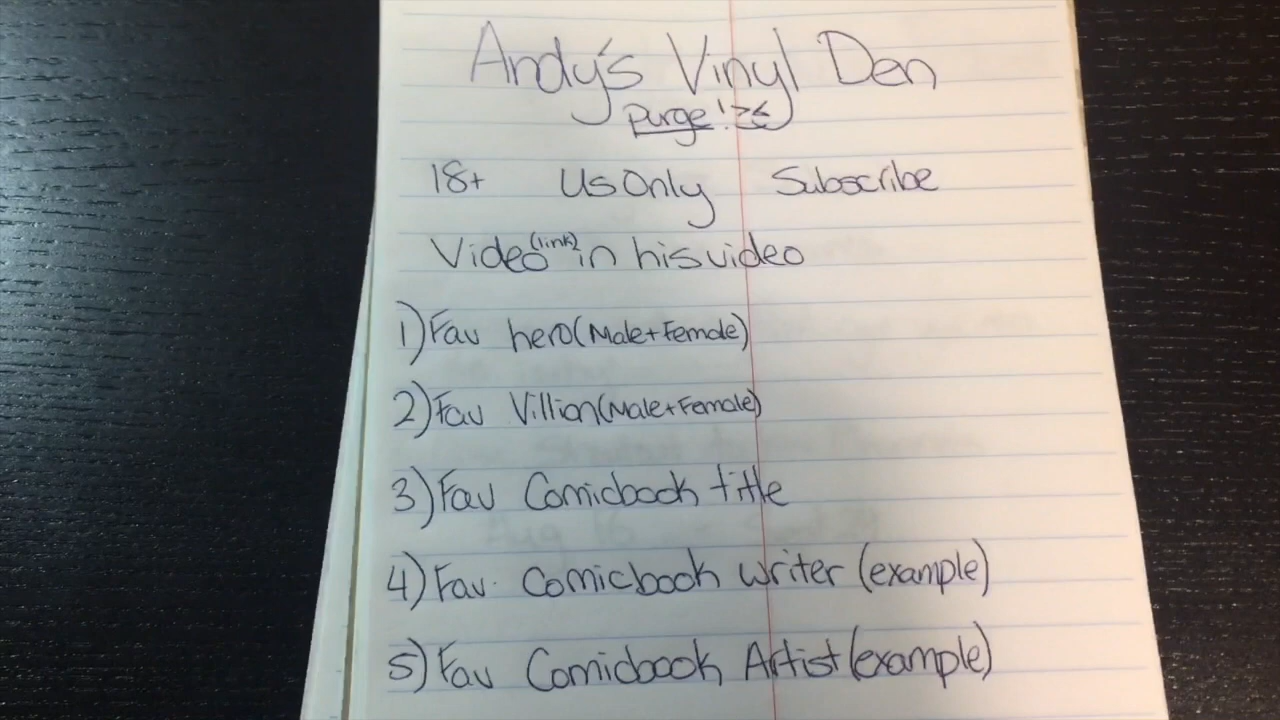 Andy's Vinyl Den
Purge!
18+ US Only Subscribe
Video (link) in his video
1) Fav hero (Male+Female)
2) Fav Villion (Male+Female)
3) Fav Comicbook title
4) Fav. Comicbook writer (example)
5) Fav Comicbook Artist (example)